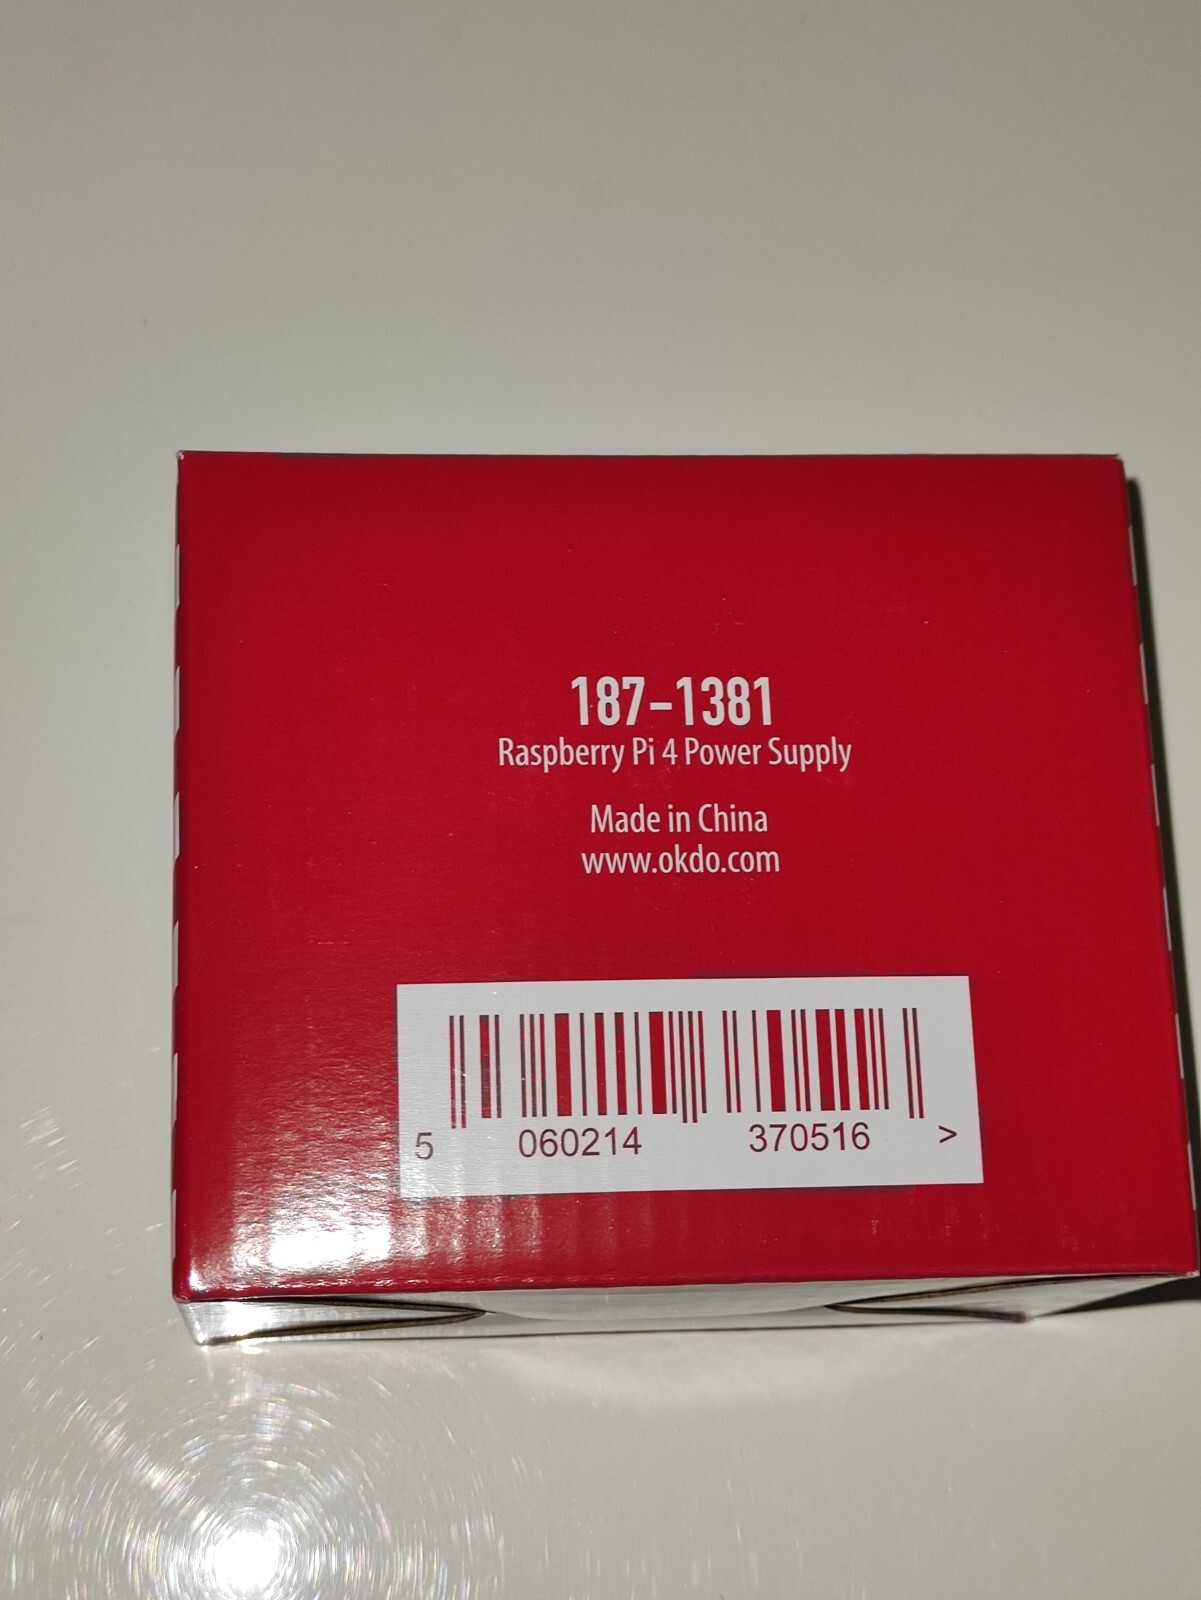 187-1381
Raspberry Pi 4 Power Supply
Made in China
www.okdo.com
5 060214 370516 >